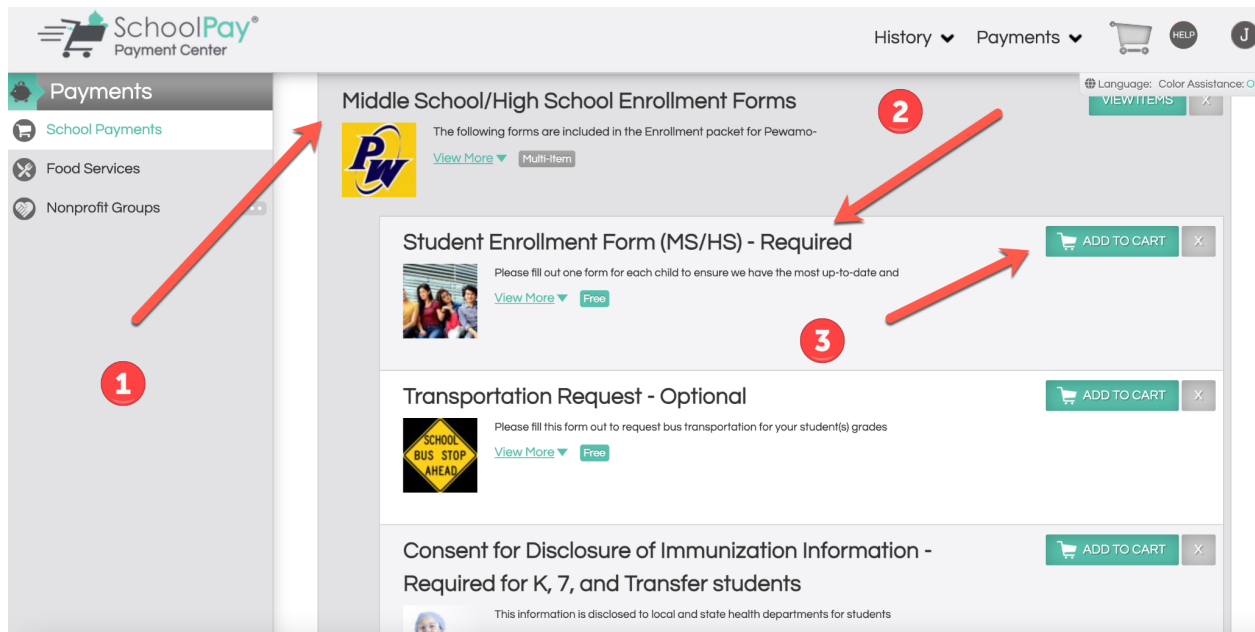 SchoolPay®
Payment Center
History
Payments
HELP
J
Language: Color Assistance:
Payments
School Payments
Food Services
Nonprofit Groups
Middle School/High School Enrollment Forms
VIEW ITEMS X
The following forms are included in the Enrollment packet for Pewamo-
View More Multi-Item
PW
1
2
3
Student Enrollment Form (MS/HS) - Required
ADD TO CART X
Please fill out one form for each child to ensure we have the most up-to-date and
View More Free
Transportation Request - Optional
ADD TO CART X
Please fill this form out to request bus transportation for your student(s) grades
View More Free
SCHOOL
BUS STOP
AHEAD
Consent for Disclosure of Immunization Information -
Required for K, 7, and Transfer students
ADD TO CART X
This information is disclosed to local and state health departments for students